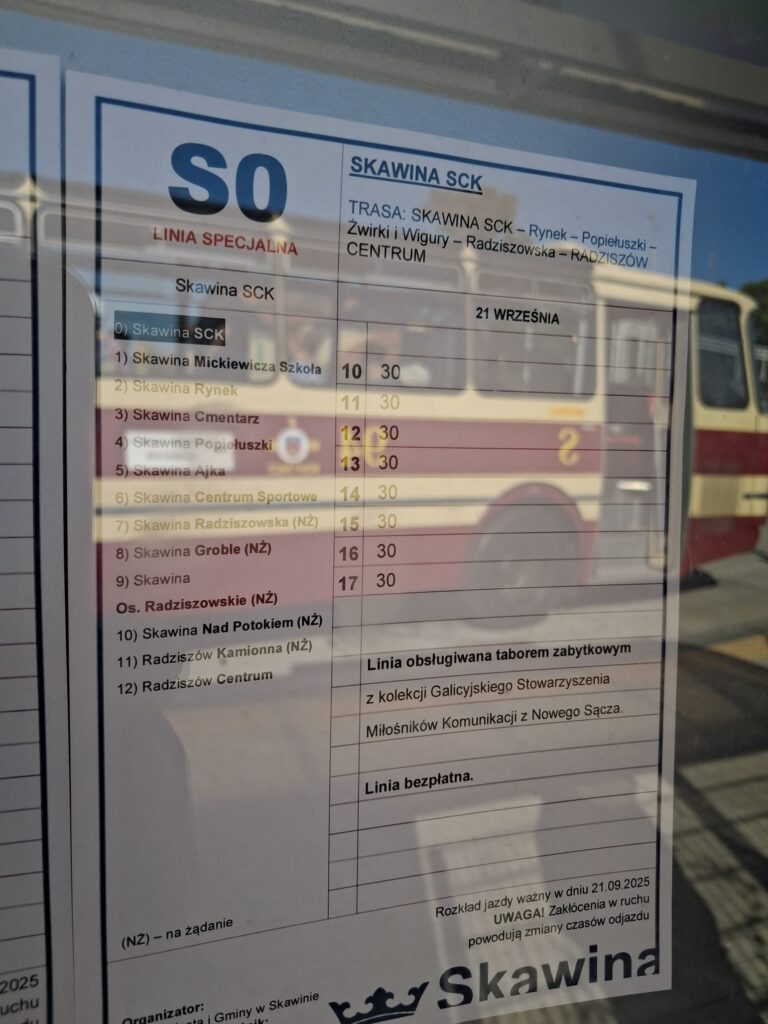 S0
LINIA SPECJALNA
SKAWINA SCK
TRASA: SKAWINA SCK – Rynek – Popiełuszki –
Żwirki i Wigury – Radziszowska – RADZISZÓW
CENTRUM
Skawina SCK
21 WRZEŚNIA
0) Skawina SCK
1) Skawina Mickiewicza Szkoła
2) Skawina Rynek
3) Skawina Cmentarz
4) Skawina Popiełuszki
5) Skawina Ajka
6) Skawina Centrum Sportowe
7) Skawina Radziszowska (NŻ)
8) Skawina Groble (NŻ)
9) Skawina
Os. Radziszowskie (NŻ)
10) Skawina Nad Potokiem (NŻ)
11) Radziszów Kamionna (NŻ)
12) Radziszów Centrum
10 30
11 30
12 30
13 30
14 30
15 30
16 30
17 30
Linia obsługiwana taborem zabytkowym
z kolekcji Galicyjskiego Stowarzyszenia
Miłośników Komunikacji z Nowego Sącza.
Linia bezpłatna.
(NŻ) – na żądanie
Rozkład jazdy ważny w dniu 21.09.2025
UWAGA! Zakłócenia w ruchu
powodują zmiany czasów odjazdu
Organizator:
i Gminy w Skawinie
Skawina
2025
ruchu